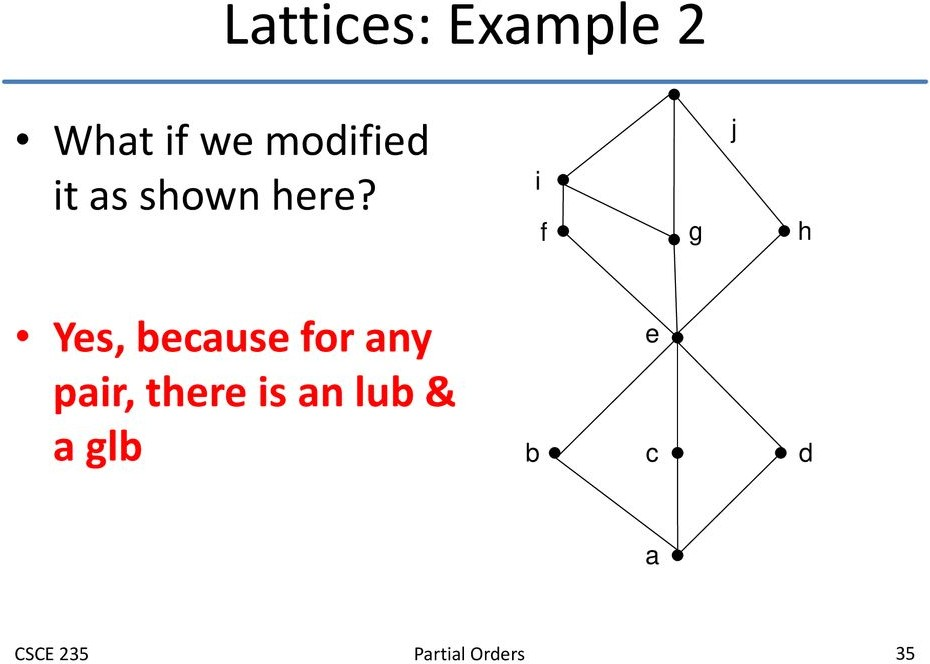 Lattices: Example 2
• What if we modified
it as shown here?
• Yes, because for any
pair, there is an lub &
a glb
j
i
f
g
h
e
b
c
d
a
CSCE 235
Partial Orders
35